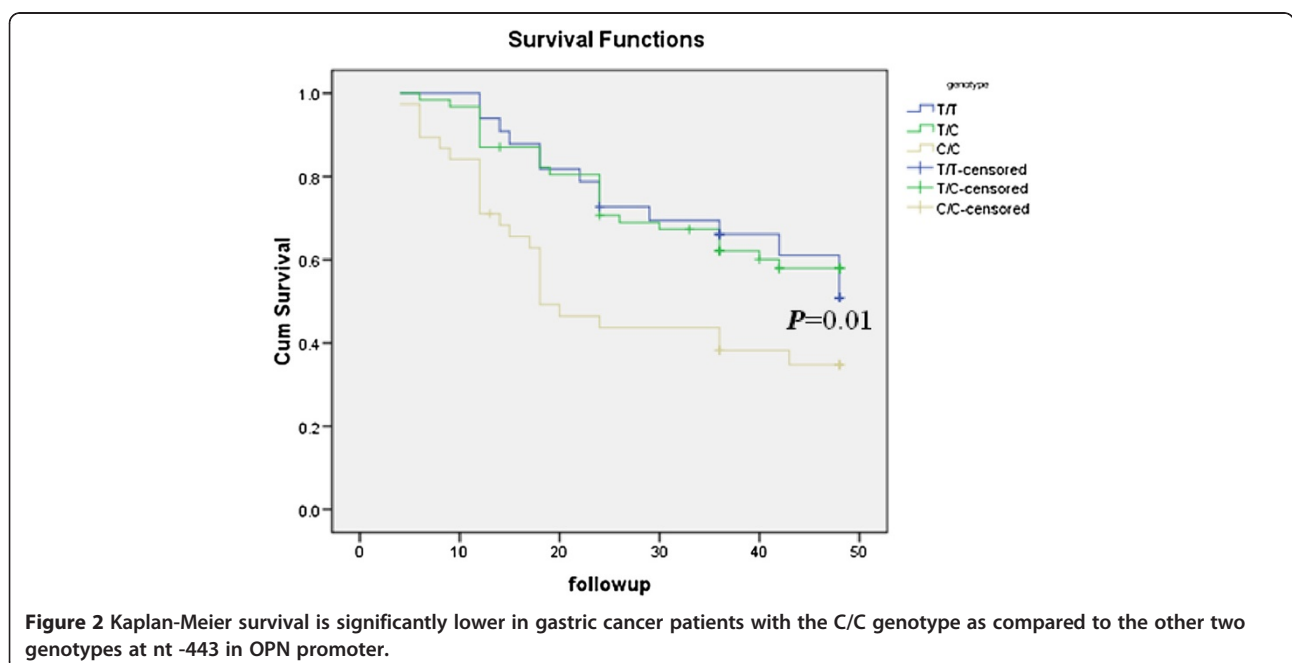 Survival Functions
genotype
T/T
T/C
C/C
T/T-censored
T/C-censored
C/C-censored
1.0
0.8
0.6
0.4
0.2
0.0
Cum Survival
P=0.01
0 10 20 30 40 50
followup
Figure 2 Kaplan-Meier survival is significantly lower in gastric cancer patients with the C/C genotype as compared to the other two
genotypes at nt -443 in OPN promoter.